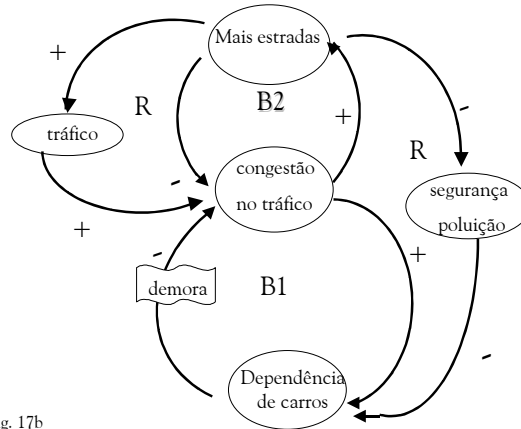 Mais estradas
+
R
B2
-
tráfico
+
R
-
congestão
no tráfico
segurança
poluição
+
-
+
demora
B1
-
Dependência
de carros
g. 17b